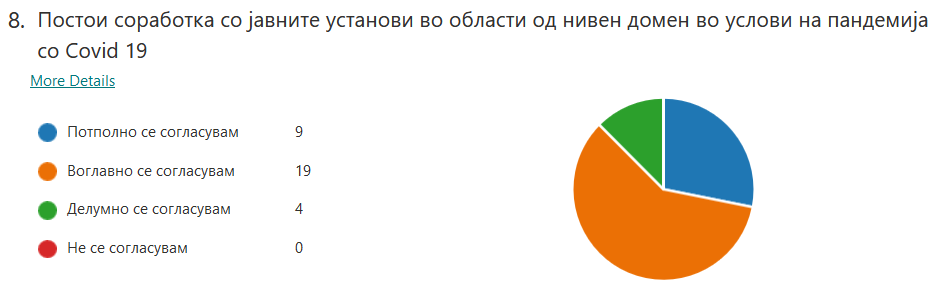 8. Постои соработка со јавните установи во области од нивен домен во услови на пандемија
со Covid 19
More Details
Потполно се согласувам 9
Воглавно се согласувам 19
Делумно се согласувам 4
Не се согласувам 0